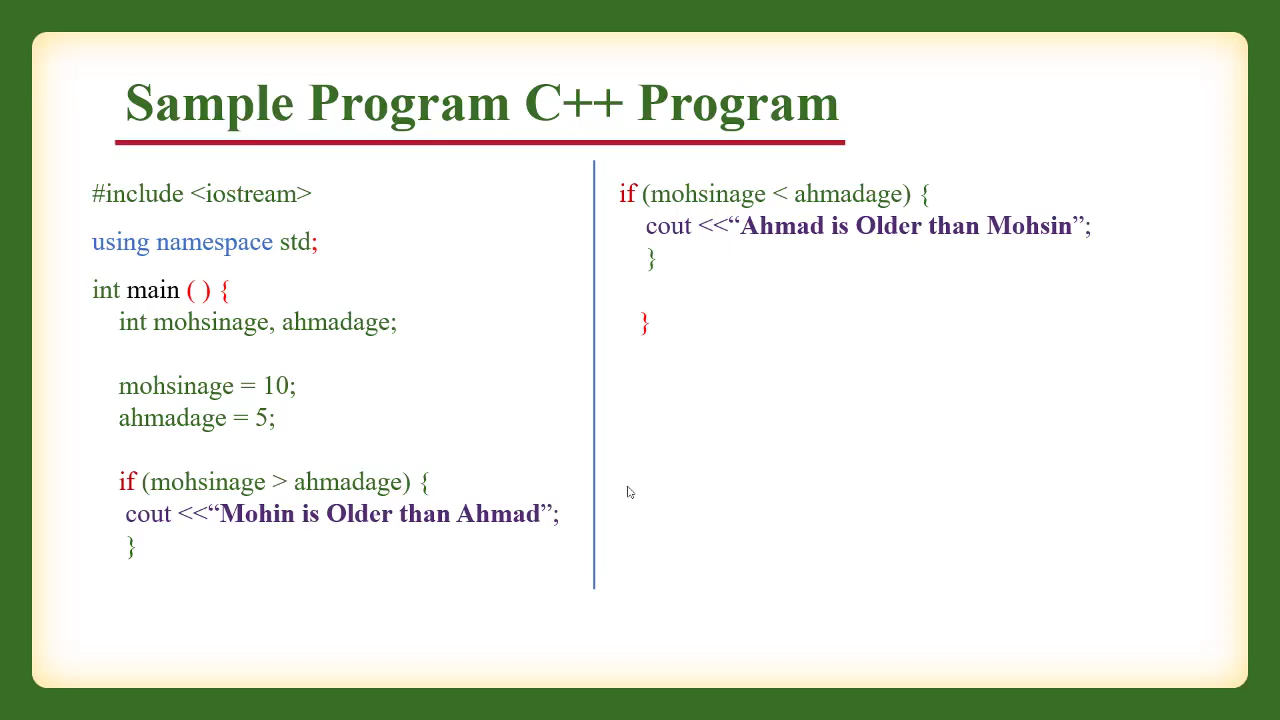 Sample Program C++ Program
#include <iostream>
using namespace std;
int main ( ) {
int mohsinage, ahmadage;
mohsinage = 10;
ahmadage = 5;
if (mohsinage > ahmadage) {
cout <<“Mohin is Older than Ahmad”;
}
if (mohsinage < ahmadage) {
cout <<“Ahmad is Older than Mohsin”;
}
}